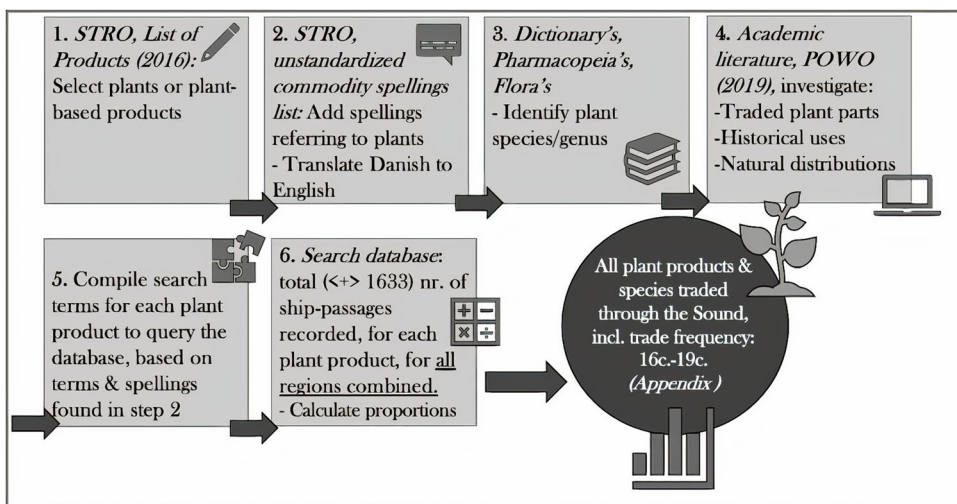 1. STRO, List of
Products (2016):
Select plants or plant-
based products
2. STRO,
unstandardized
commodity spellings
list: Add spellings
referring to plants
- Translate Danish to
English
3. Dictionary's,
Pharmacopeia's,
Flora's
- Identify plant
species/genus
4. Academic
literature, POWO
(2019), investigate:
-Traded plant parts
-Historical uses
-Natural distributions
5. Compile search
terms for each plant
product to query the
database, based on
terms & spellings
found in step 2
6. Search database:
total (<+> 1633) nr. of
ship-passages
recorded, for each
plant product, for all
regions combined.
- Calculate proportions
All plant products &
species traded
through the Sound,
incl. trade frequency:
16c.-19c.
(Appendix )